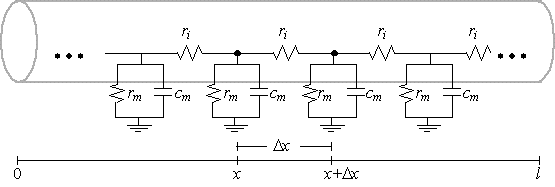 r_i r_i r_i r_i
... ...
r_m c_m r_m c_m r_m c_m r_m c_m
Δx
0 x x+Δx l